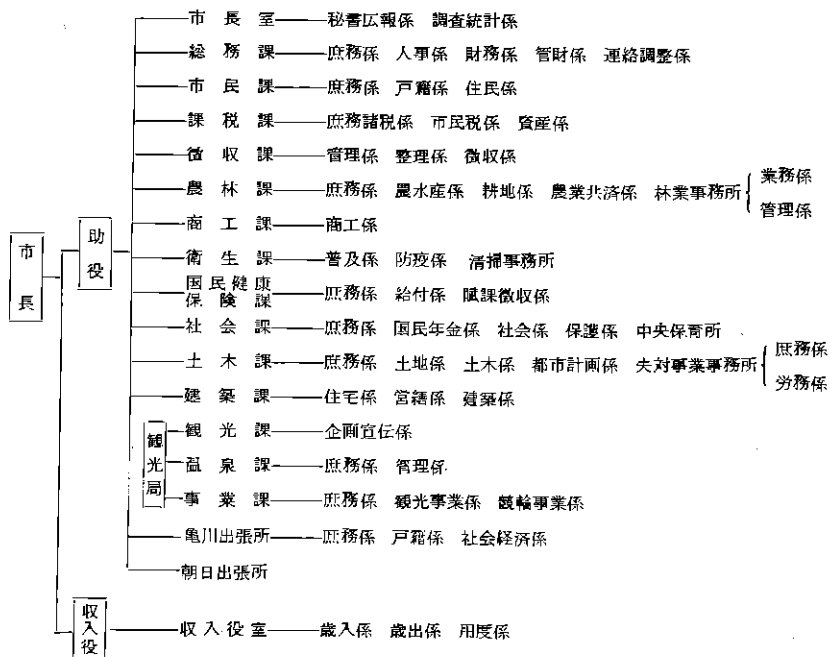 市長
助役
市長室 秘書広報係 調査統計係
総務課 庶務係 人事係 財務係 管財係 連絡調整係
市民課 庶務係 戸籍係 住民係
課税課 庶務諸税係 市民税係 資産係
徴収課 管理係 整理係 徴収係
農林課 庶務係 農水産係 耕地係 農業共済係 林業事務所 業務係
管理係
商工課 商工係
衛生課 普及係 防疫係 清掃事務所
国民健康
保険課 庶務係 給付係 賦課徴収係
社会課 庶務係 国民年金係 社会係 保護係 中央保育所
土木課 庶務係 土地係 土木係 都市計画係 失対事業事務所 庶務係
労務係
建築課 住宅係 営繕係 建築係
観光局
観光課 企画宣伝係
温泉課 庶務係 管理係
事業課 庶務係 観光事業係 競輪事業係
亀川出張所 庶務係 戸籍係 社会経済係
朝日出張所
収入役
収入役室 歳入係 歳出係 用度係